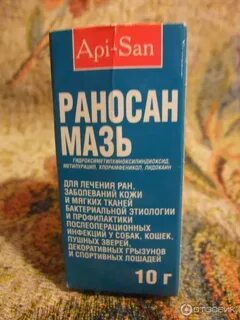 Api-San
РАНОСАН
МАЗЬ
ГИДРОКСИМЕТИЛХИНОКСИЛИНДИОКСИД,
МЕТИЛУРАЦИЛ, ХЛОРАМФЕНИКОЛ, ЛИДОКАИН
ДЛЯ ЛЕЧЕНИЯ РАН,
ЗАБОЛЕВАНИЙ КОЖИ
И МЯГКИХ ТКАНЕЙ
БАКТЕРИАЛЬНОЙ ЭТИОЛОГИИ
И ПРОФИЛАКТИКИ
ПОСЛЕОПЕРАЦИОННЫХ
ИНФЕКЦИЙ У СОБАК, КОШЕК,
ПУШНЫХ ЗВЕРЕЙ,
ДЕКОРАТИВНЫХ ГРЫЗУНОВ
И СПОРТИВНЫХ ЛОШАДЕЙ
10 г
ОТЗОВИК